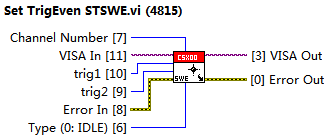 Set TrigEven STSWE.vi (4815)
Channel Number [7]
VISA In [11]
trig1 [10]
trig2 [9]
Error In [8]
Type (0: IDLE) [6]
CSX00
SWE
[3] VISA Out
[0] Error Out